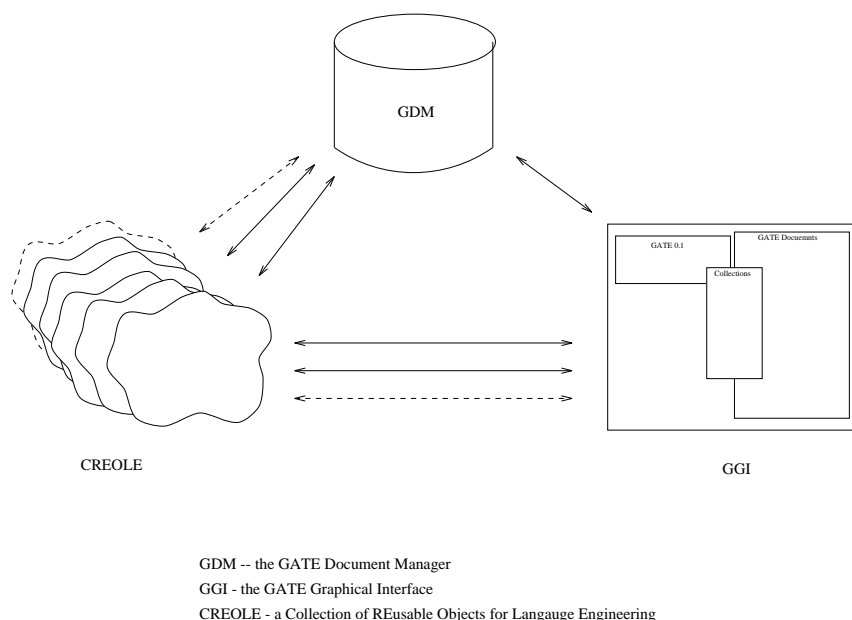 GDM
GATE 0.1
GATE Docuemnts
Collections
CREOLE
GGI
GDM -- the GATE Document Manager
GGI - the GATE Graphical Interface
CREOLE - a Collection of REusable Objects for Langauge Engineering